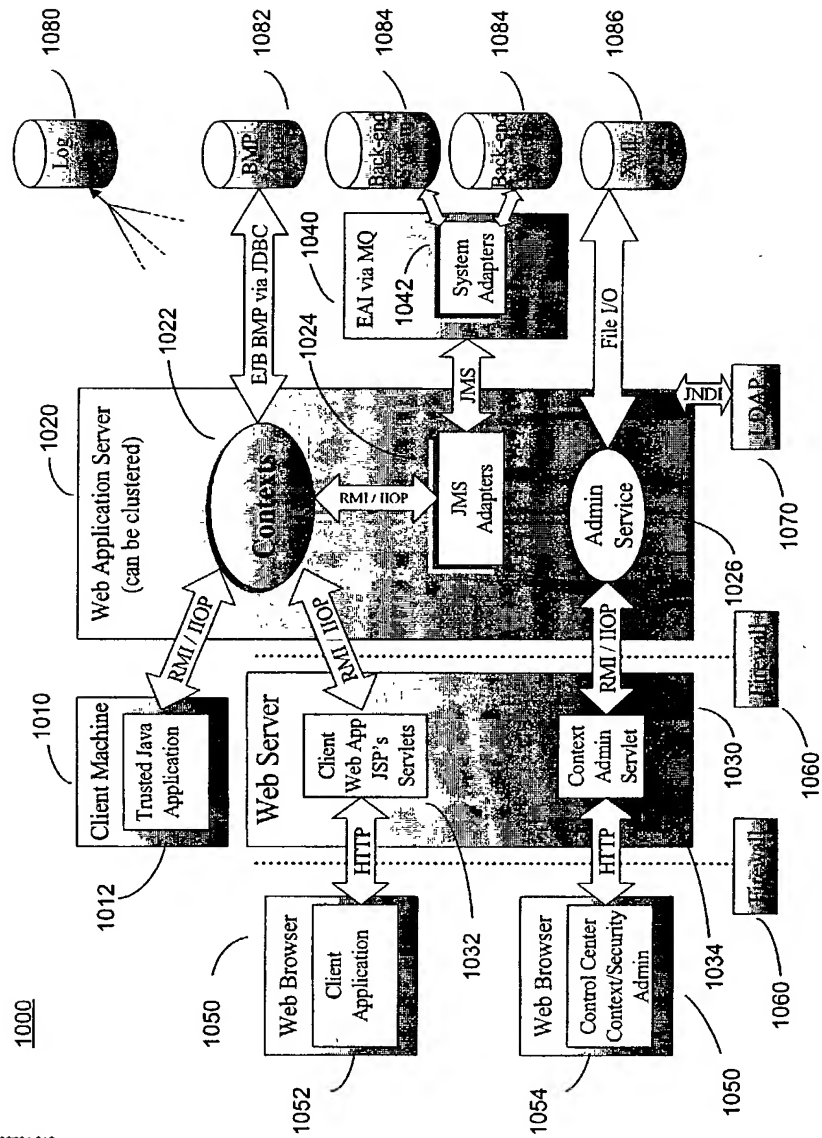 1000
1080
Log
1082
BMP
1084
Back-end
1084
Back-end
1086
XML
1040
EAI via MQ
1042
System
Adapters
EJB BMP via JDBC
JMS
File I/O
JNDI
LDAP
1070
1020
Web Application Server
(can be clustered)
1022
Contexts
1024
RMI / IIOP
JMS
Adapters
Admin
Service
1026
RMI / IIOP
RMI IIOP
RMI / IIOP
Firewall
1060
1010
Client Machine
Trusted Java
Application
1012
Web Server
Client
Web App
JSP's
Servlets
1032
Context
Admin
Servlet
1030
1034
HTTP
HTTP
Firewall
1060
1050
Web Browser
Client
Application
1052
Web Browser
Control Center
Context/Security
Admin
1054
1050